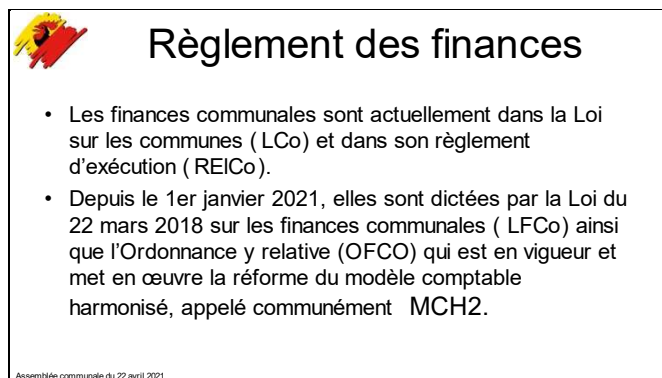 Règlement des finances
• Les finances communales sont actuellement dans la Loi
sur les communes ( LCo) et dans son règlement
d'exécution ( RElCo).
• Depuis le 1er janvier 2021, elles sont dictées par la Loi du
22 mars 2018 sur les finances communales ( LFCo) ainsi
que l'Ordonnance y relative (OFCO) qui est en vigueur et
met en œuvre la réforme du modèle comptable
harmonisé, appelé communément MCH2.
Assemblée communale du 22 avril 2021